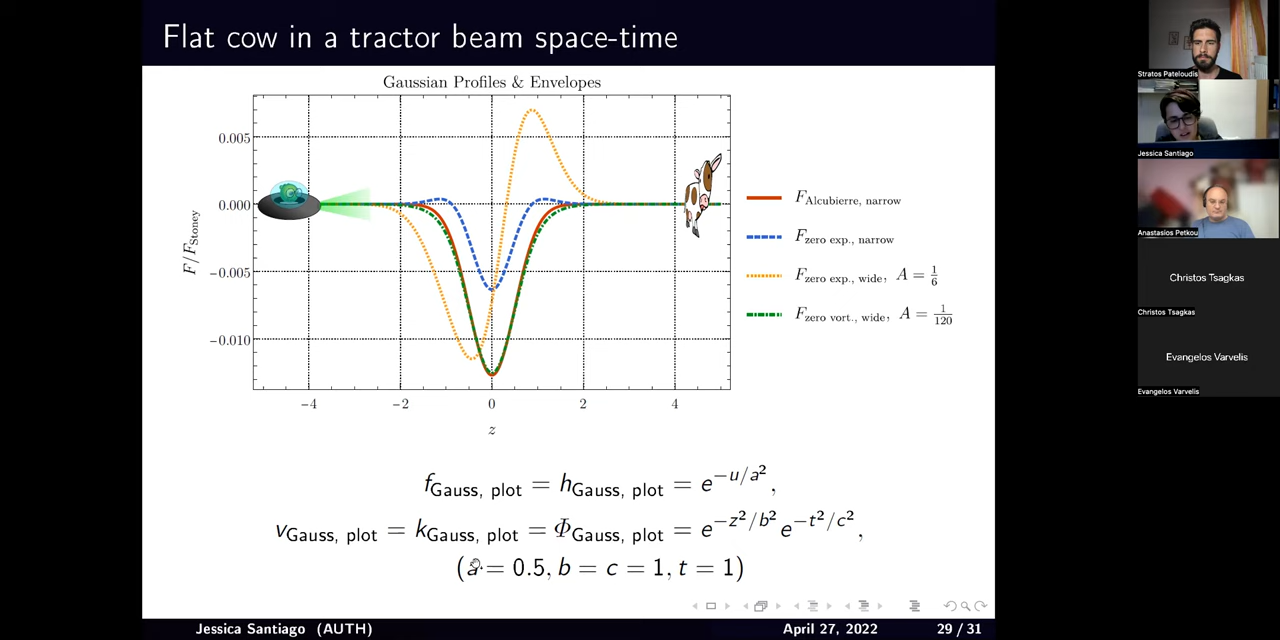 Flat cow in a tractor beam space-time
Gaussian Profiles & Envelopes
0.005
0.000
−0.005
−0.010
F/F_Stoney
−4 −2 0 2 4
z
F_Alcubierre, narrow
F_zero exp., narrow
F_zero exp., wide, A = 1/6
F_zero vort., wide, A = 1/120
f_Gauss, plot = h_Gauss, plot = e^{−u/a²},
v_Gauss, plot = k_Gauss, plot = Φ_Gauss, plot = e^{−z²/b²} e^{−t²/c²},
(a = 0.5, b = c = 1, t = 1)
Jessica Santiago (AUTH) April 27, 2022 29 / 31
Stratos Pateloudis
Jessica Santiago
Anastasios Petkou
Christos Tsagkas
Christos Tsagkas
Evangelos Varvelis
Evangelos Varvelis